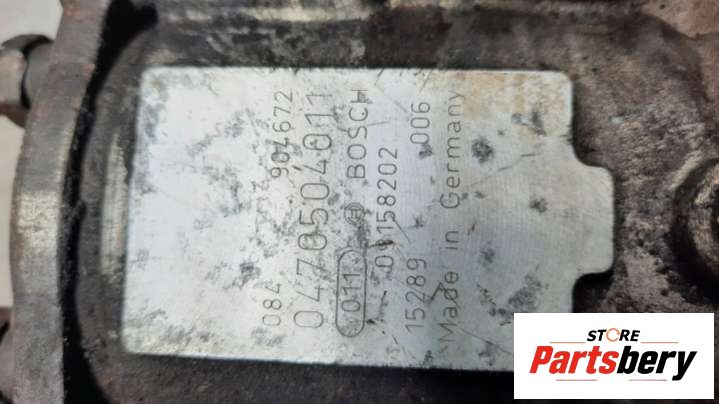 084 904672
0470504011
011 BOSCH
09158202
15289 006
Made in Germany
STORE
Partsbery